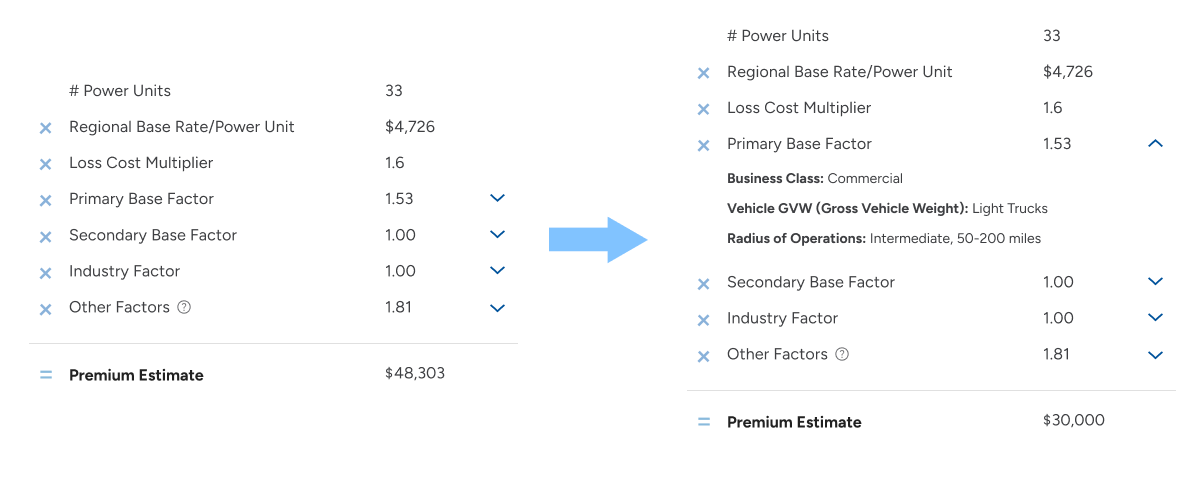 # Power Units 33
× Regional Base Rate/Power Unit $4,726
× Loss Cost Multiplier 1.6
× Primary Base Factor 1.53
× Secondary Base Factor 1.00
× Industry Factor 1.00
× Other Factors ? 1.81
= Premium Estimate $48,303
# Power Units 33
× Regional Base Rate/Power Unit $4,726
× Loss Cost Multiplier 1.6
× Primary Base Factor 1.53
Business Class: Commercial
Vehicle GVW (Gross Vehicle Weight): Light Trucks
Radius of Operations: Intermediate, 50-200 miles
× Secondary Base Factor 1.00
× Industry Factor 1.00
× Other Factors ? 1.81
= Premium Estimate $30,000